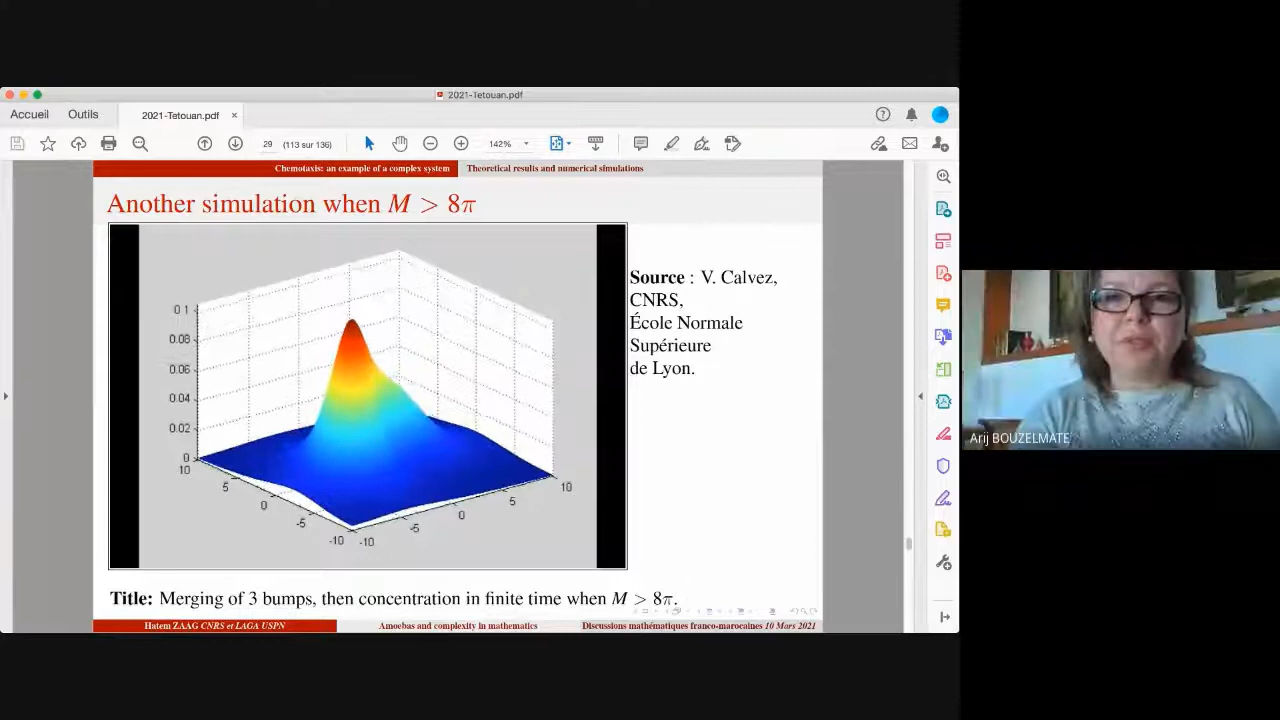 2021-Tetouan.pdf
Accueil Outils 2021-Tetouan.pdf ×
29 (113 sur 136) 142%
Chemotaxis: an example of a complex system Theoretical results and numerical simulations
Another simulation when M > 8π
Source : V. Calvez,
CNRS,
École Normale
Supérieure
de Lyon.
0 1
0.08
0.06
0.04
0.02
0
10
5
0
-5
-10
-10
-5
0
5
10
Title: Merging of 3 bumps, then concentration in finite time when M > 8π.
Hatem ZAAG CNRS et LAGA USPN Amoebas and complexity in mathematics Discussions mathématiques franco-marocaines 10 Mars 2021
Arij BOUZELMATE